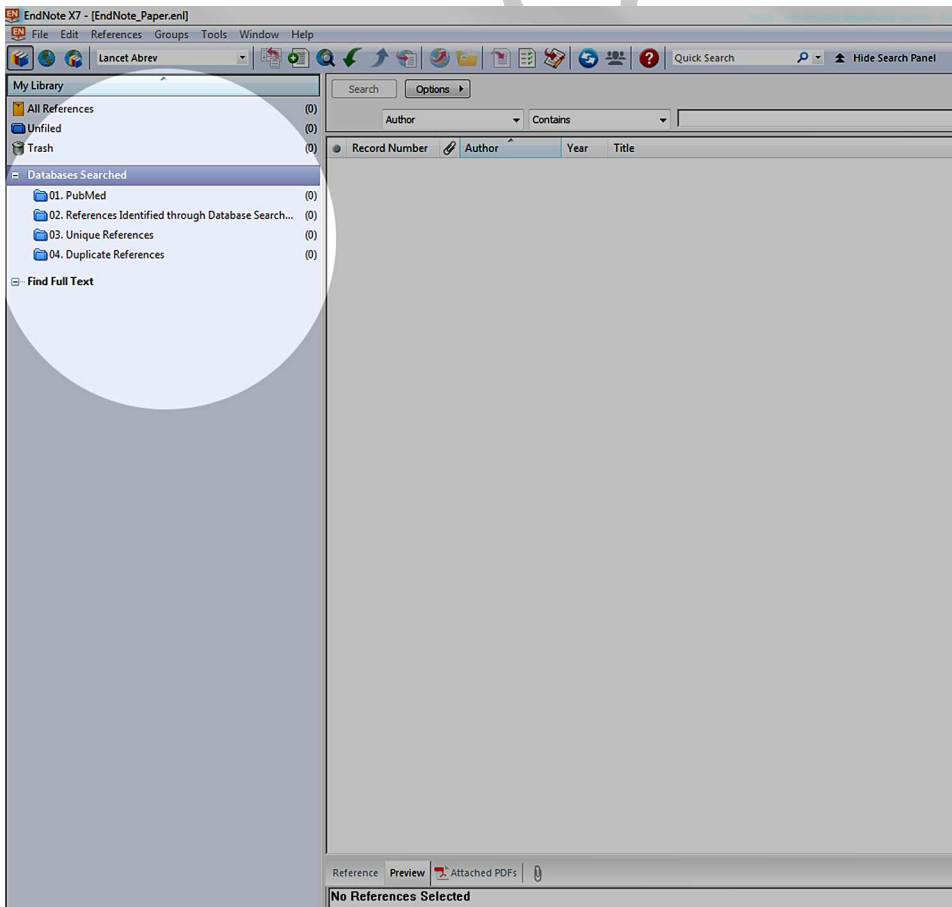 EndNote X7 - [EndNote_Paper.enl]
File Edit References Groups Tools Window Help
Lancet Abrev Quick Search Hide Search Panel
My Library
All References (0)
Unfiled (0)
Trash (0)
Databases Searched
01. PubMed (0)
02. References Identified through Database Search... (0)
03. Unique References (0)
04. Duplicate References (0)
Find Full Text
Search Options
Author Contains
Record Number Author Year Title
Reference Preview Attached PDFs
No References Selected